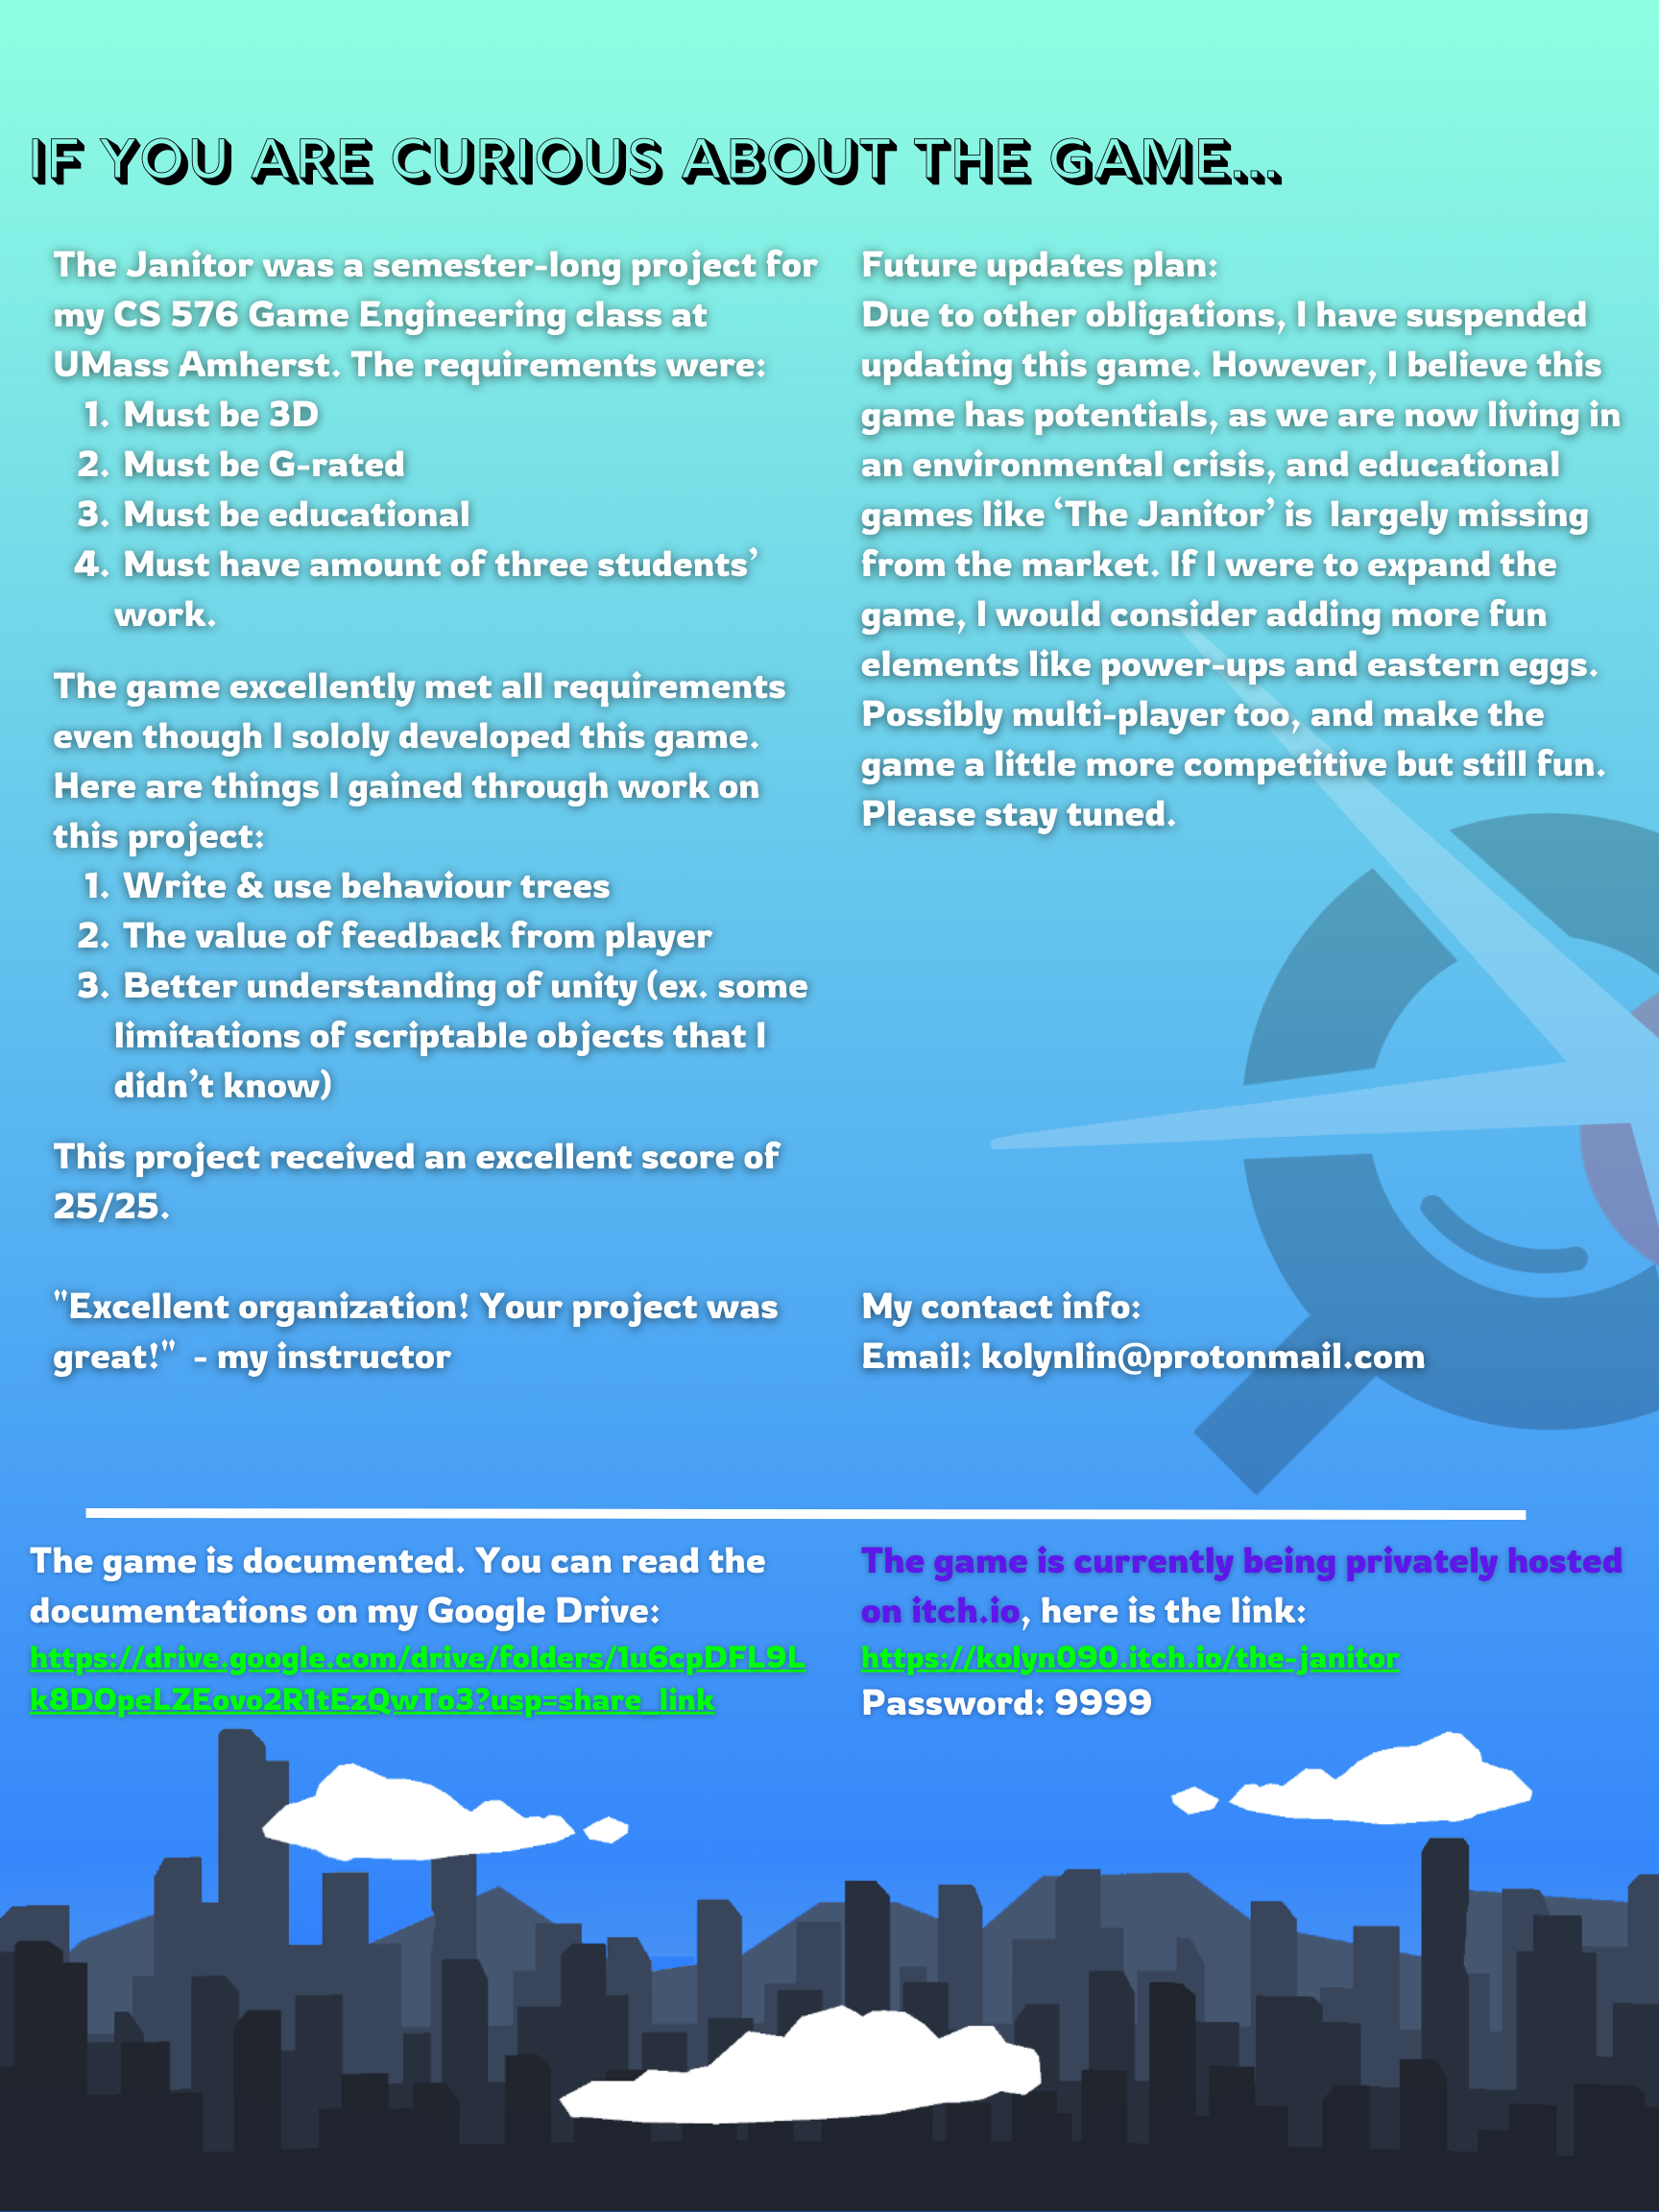 IF YOU ARE CURIOUS ABOUT THE GAME...
The Janitor was a semester-long project for
my CS 576 Game Engineering class at
UMass Amherst. The requirements were:
1. Must be 3D
2. Must be G-rated
3. Must be educational
4. Must have amount of three students’
work.
The game excellently met all requirements
even though I sololy developed this game.
Here are things I gained through work on
this project:
1. Write & use behaviour trees
2. The value of feedback from player
3. Better understanding of unity (ex. some
limitations of scriptable objects that I
didn’t know)
This project received an excellent score of
25/25.
"Excellent organization! Your project was
great!" - my instructor
Future updates plan:
Due to other obligations, I have suspended
updating this game. However, I believe this
game has potentials, as we are now living in
an environmental crisis, and educational
games like ‘The Janitor’ is largely missing
from the market. If I were to expand the
game, I would consider adding more fun
elements like power-ups and eastern eggs.
Possibly multi-player too, and make the
game a little more competitive but still fun.
Please stay tuned.
My contact info:
Email: kolynlin@protonmail.com
The game is documented. You can read the
documentations on my Google Drive:
https://drive.google.com/drive/folders/1u6cpDFL9L
k8DOpeLZEovo2R1tEzQwTo3?usp=share_link
The game is currently being privately hosted
on itch.io, here is the link:
https://kolyn090.itch.io/the-janitor
Password: 9999